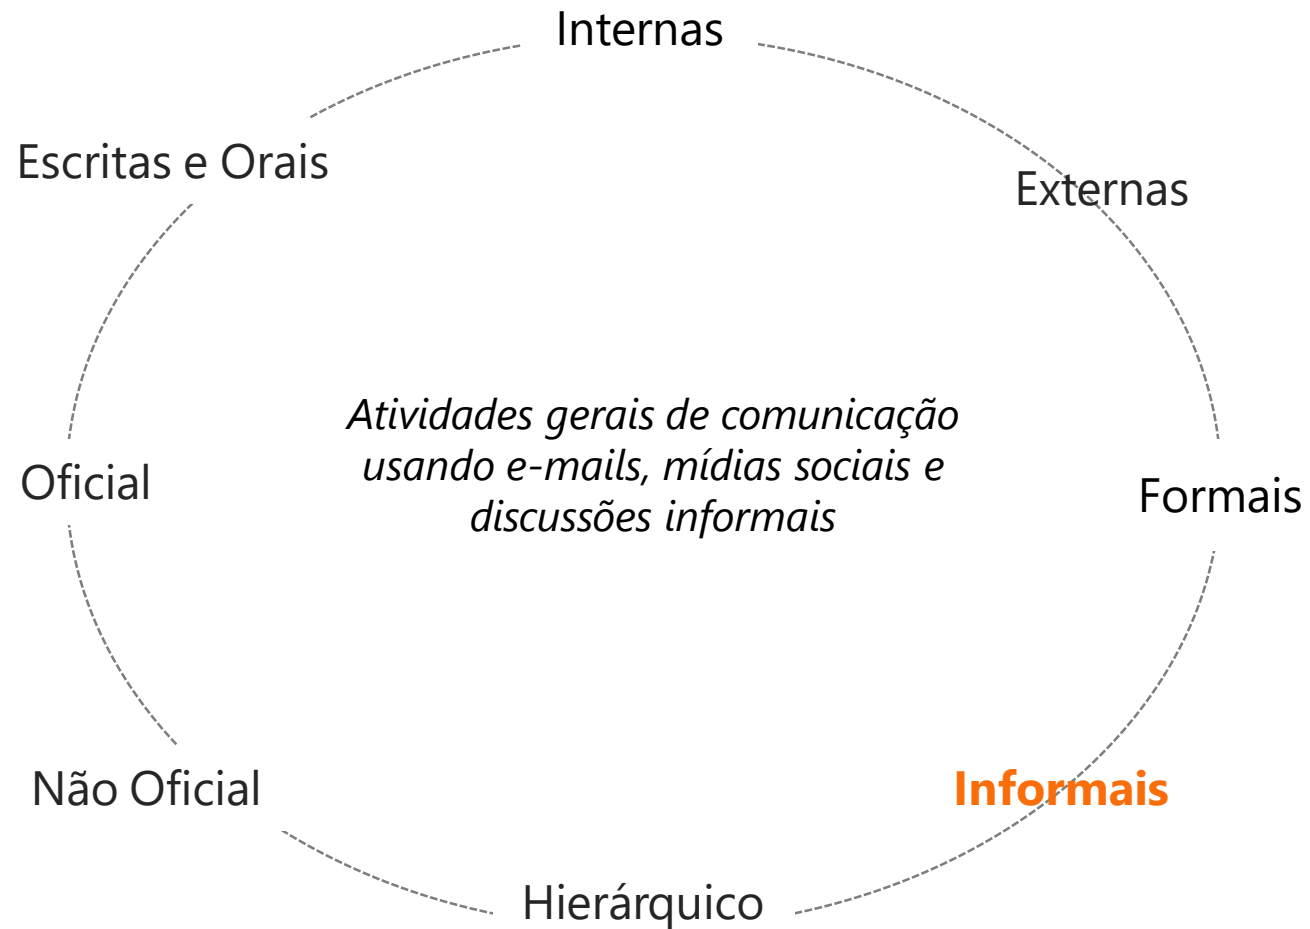 Internas
Escritas e Orais
Externas
Atividades gerais de comunicação
usando e-mails, mídias sociais e
discussões informais
Oficial
Formais
Não Oficial
Informais
Hierárquico